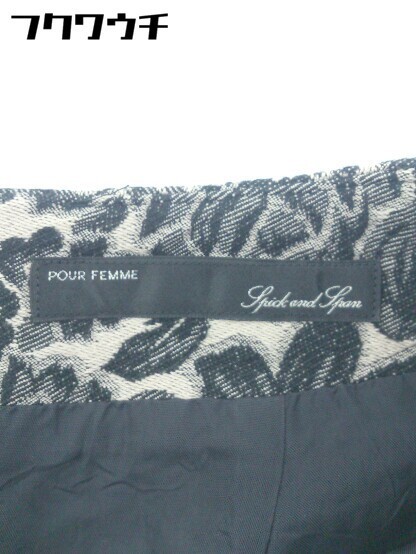 フクワウチ
POUR FEMME
Spick and Span